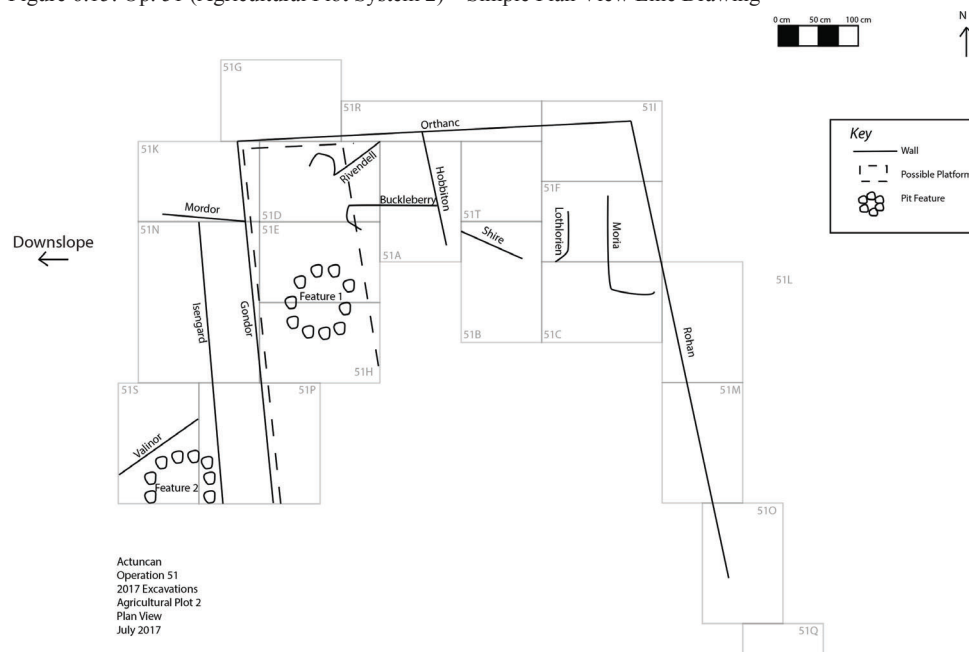 Figure 6.13: Op. 51 (Agricultural Plot System 2) – Simple Plan View Line Drawing
0 cm 50 cm 100 cm
N
51G
51R
51I
Orthanc
Key
Wall
Possible Platform
Pit Feature
51K
Rivendell
Hobbiton
51F
Mordor
51D
Buckleberry
51T
Lothlorien
Moria
51N
51E
Shire
Downslope
51A
51L
Feature 1
Isengard
Gondor
51B
51C
Rohan
51H
51S
51P
51M
Valinor
Feature 2
51O
Actuncan
Operation 51
2017 Excavations
Agricultural Plot 2
Plan View
July 2017
51Q